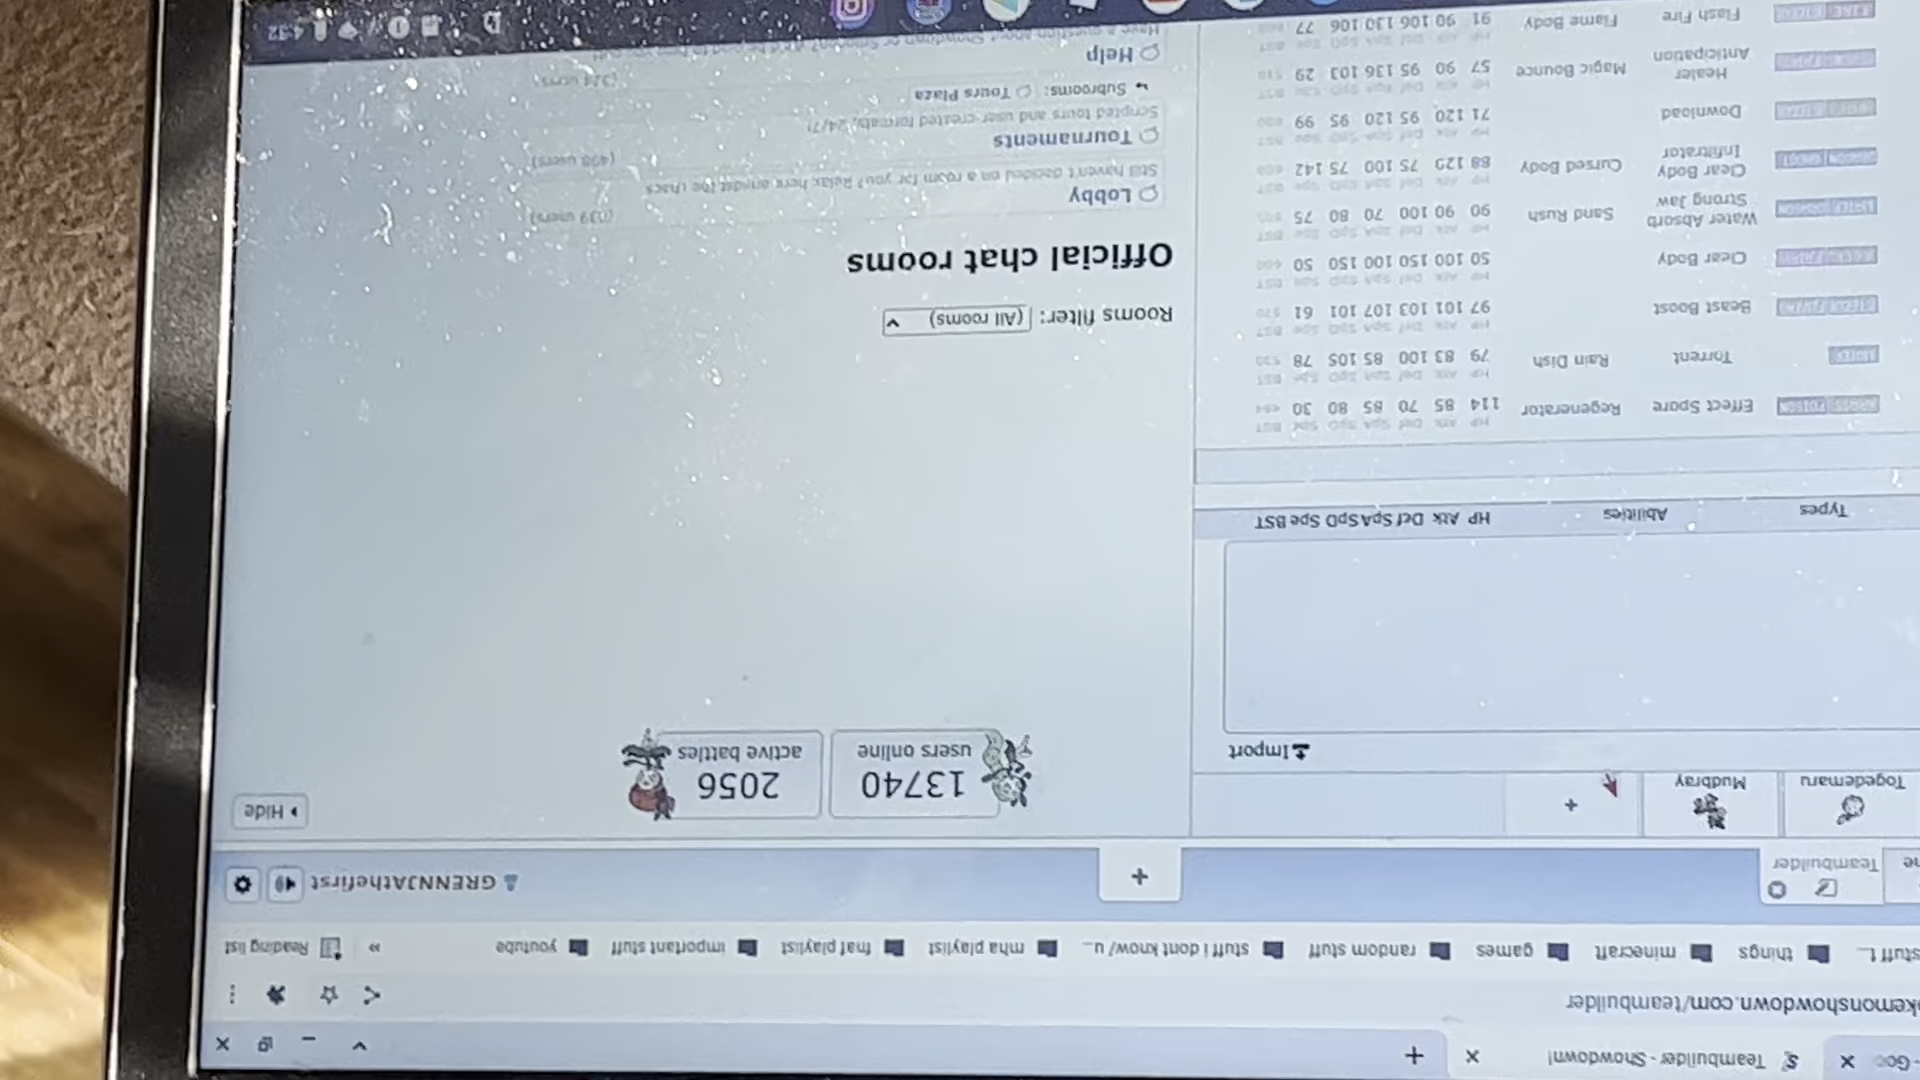 Teambuilder - Showdown!
kemonshowdown.com/teambuilder
things minecraft games random stuff stuff i dont know/ u... mha playlist fnaf playlist important stuff youtube » Reading list
Teambuilder
GRENNJAthefirst
Togedemaru Mudbray
Import
Types Abilities HP Atk Def SpA SpD Spe BST
Effect Spore Regenerator 114 85 70 85 80 30
Torrent Rain Dish 79 83 100 85 105 78
Beast Boost 97 101 103 107 101 61
Clear Body 50 100 150 100 150 50
Water Absorb
Strong Jaw Sand Rush 90 90 100 70 80 75
Clear Body
Infiltrator Cursed Body 88 120 75 100 75 142
Download 71 120 95 120 95 99
Healer
Anticipation Magic Bounce 57 90 95 136 103 29
Flash Fire Flame Body 91 90 106 130 106 77
Hide
13740
users online
2056
active battles
Rooms filter: (All rooms)
Official chat rooms
Lobby
Still haven't decided on a room for you? Relax here amidst the chaos
Tournaments
(498 users)
Scripted tours and user-created formats, 24/7!
Subrooms: Tours Plaza
Help
4:32